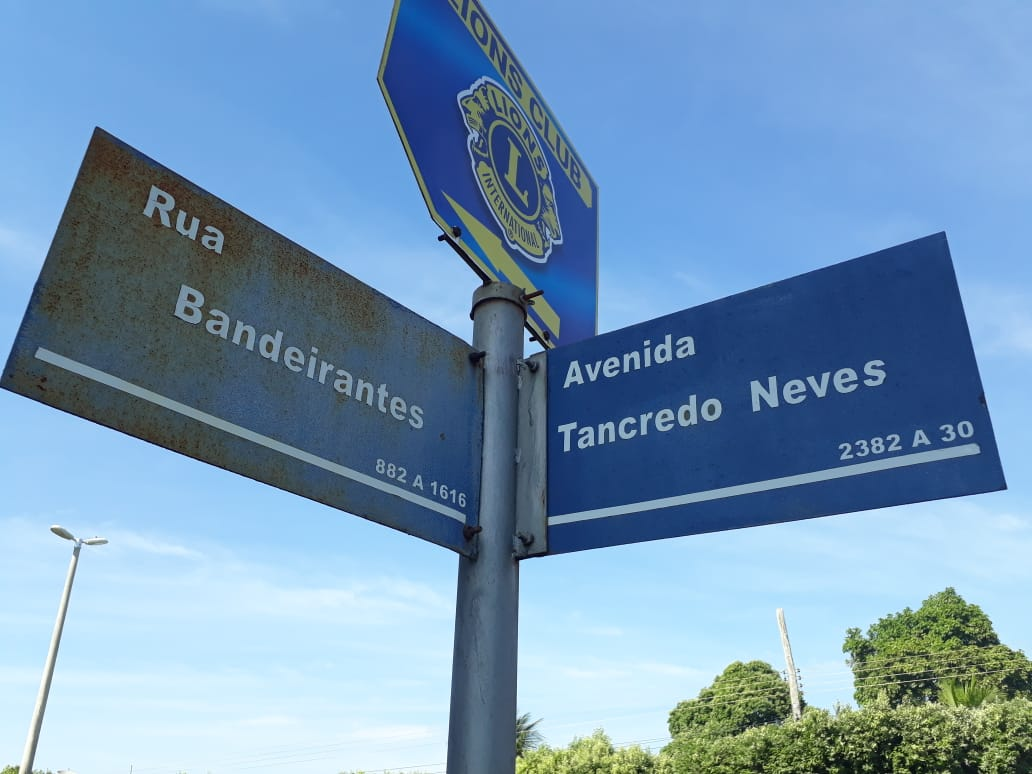 LIONS CLUB
LIONS
L
INTERNATIONAL
®
Rua
Bandeirantes
882 A 1616
Avenida
Tancredo Neves
2382 A 30